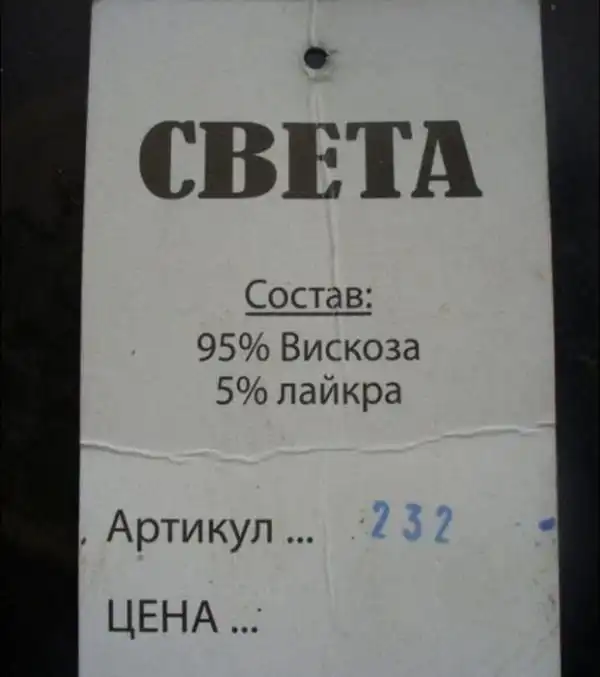 СВЕТА
Состав:
95% Вискоза
5% лайкра
Артикул ... 232
ЦЕНА ...